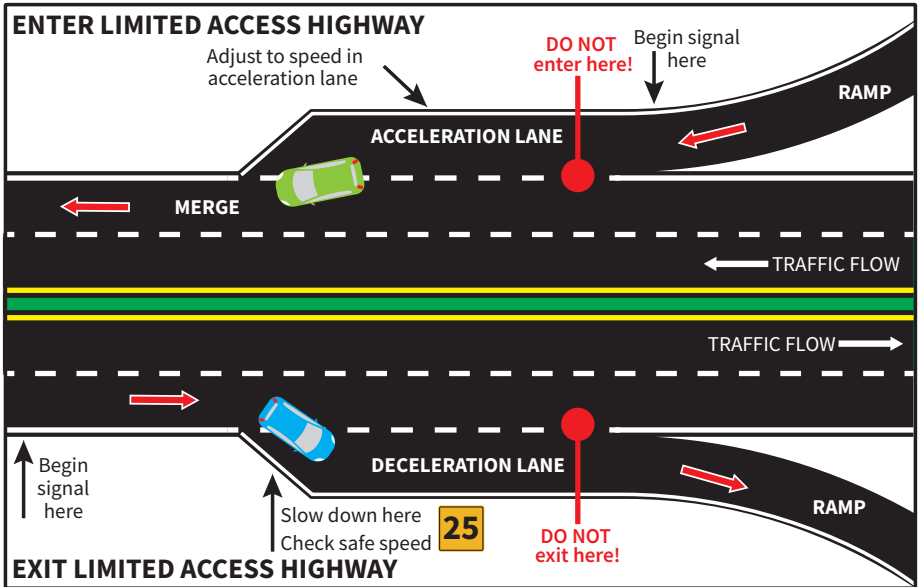 ENTER LIMITED ACCESS HIGHWAY
Adjust to speed in
acceleration lane
DO NOT
enter here!
Begin signal
here
RAMP
ACCELERATION LANE
MERGE
TRAFFIC FLOW
TRAFFIC FLOW
DECELERATION LANE
Begin
signal
here
Slow down here
Check safe speed
25
DO NOT
exit here!
RAMP
EXIT LIMITED ACCESS HIGHWAY